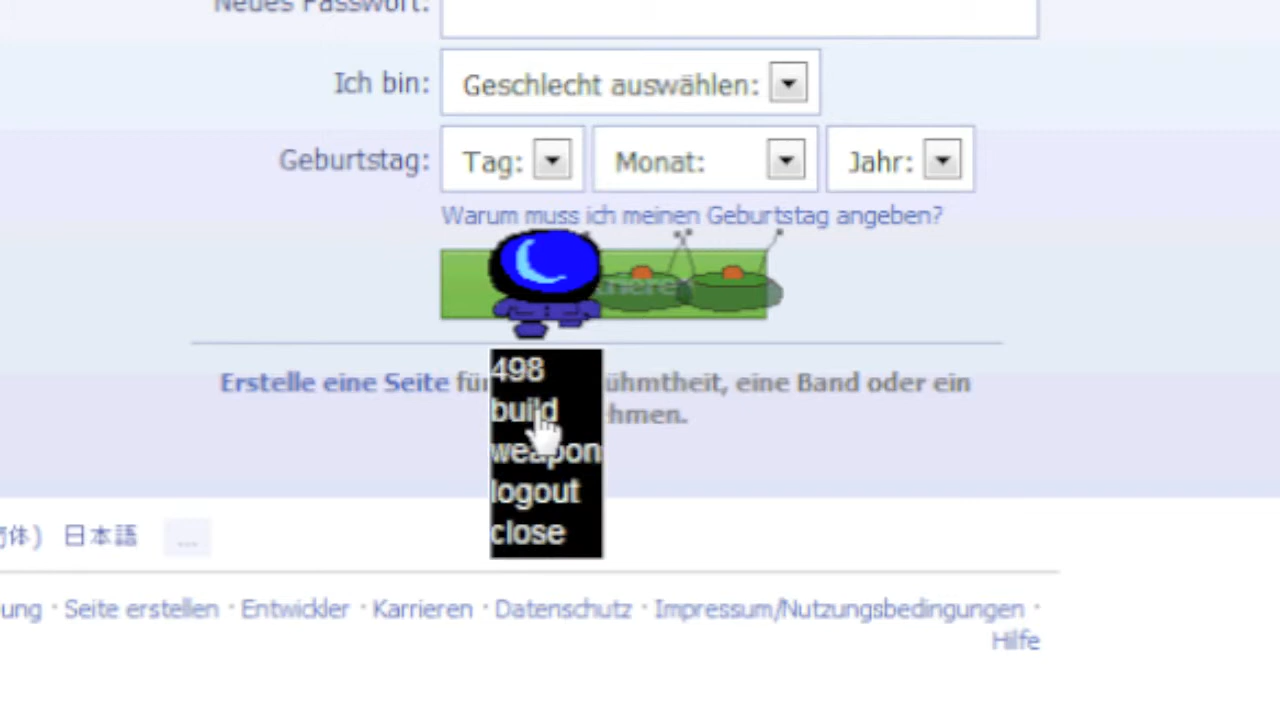 Neues Passwort:
Ich bin: Geschlecht auswählen:
Geburtstag: Tag: Monat: Jahr:
Warum muss ich meinen Geburtstag angeben?
498
build
weapon
logout
close
Erstelle eine Seite ühmtheit, eine Band oder ein
hmen.
日本語 ...
ung · Seite erstellen · Entwickler · Karrieren · Datenschutz · Impressum/Nutzungsbedingungen ·
Hilfe